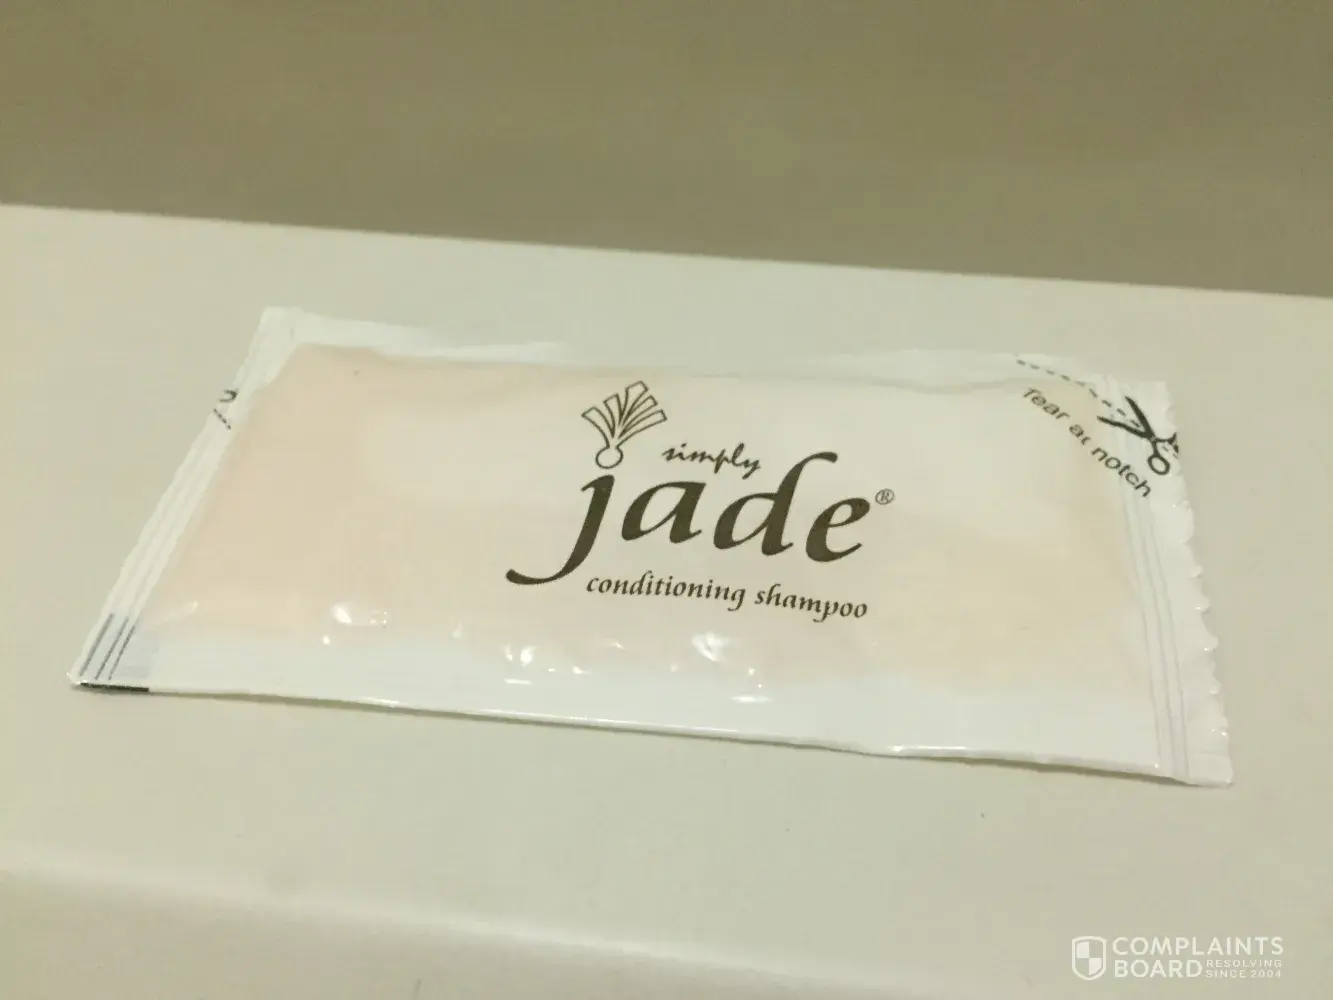 simply
jade®
conditioning shampoo
Tear at notch
COMPLAINTS
BOARD RESOLVING
SINCE 2004